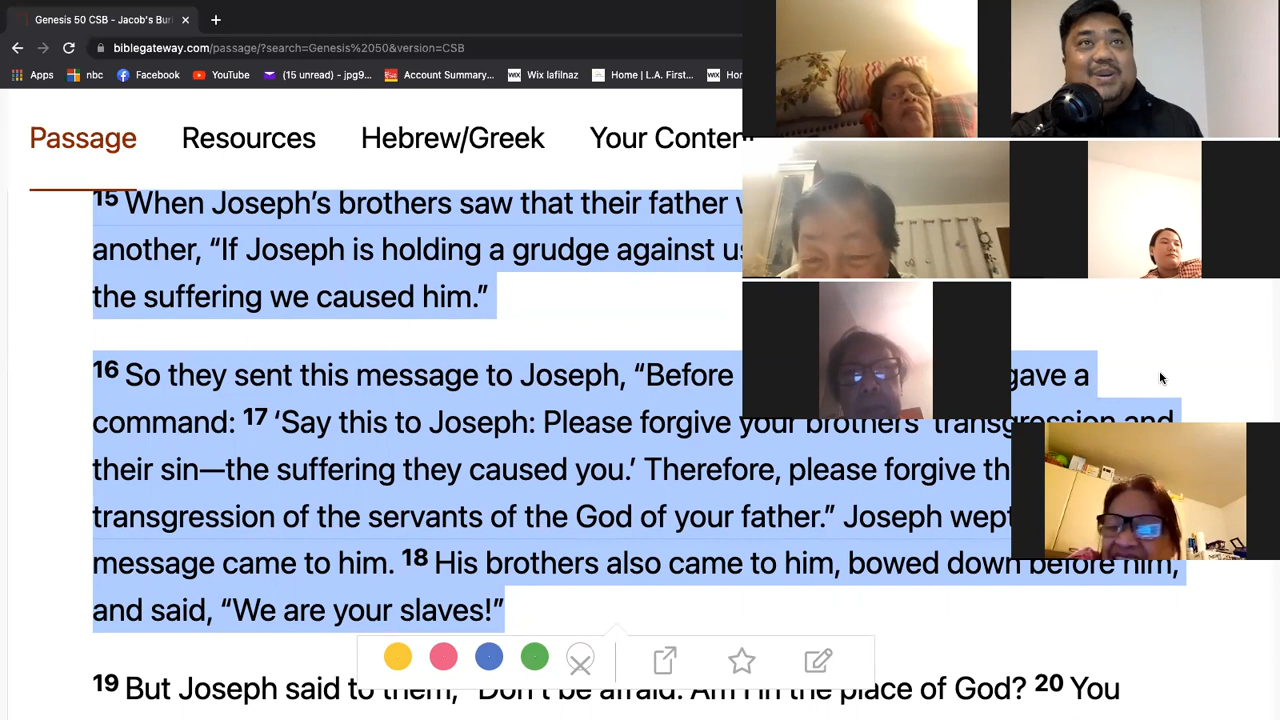 Genesis 50 CSB - Jacob's Buri
biblegateway.com/passage/?search=Genesis%2050&version=CSB
Apps nbc Facebook YouTube (15 unread) - jpg9... Account Summary... Wix lafilnaz Home | L.A. First... Hor
Passage Resources Hebrew/Greek Your Content
15 When Joseph’s brothers saw that their father
another, “If Joseph is holding a grudge against us
the suffering we caused him.”
16 So they sent this message to Joseph, “Before gave a
command: 17 ‘Say this to Joseph: Please forgive your brothers’ transgression and
their sin—the suffering they caused you.’ Therefore, please forgive
transgression of the servants of the God of your father.” Joseph wept
message came to him. 18 His brothers also came to him, bowed down before him,
and said, “We are your slaves!”
19 But Joseph said to them, “Don’t be afraid. Am I in the place of God? 20 You